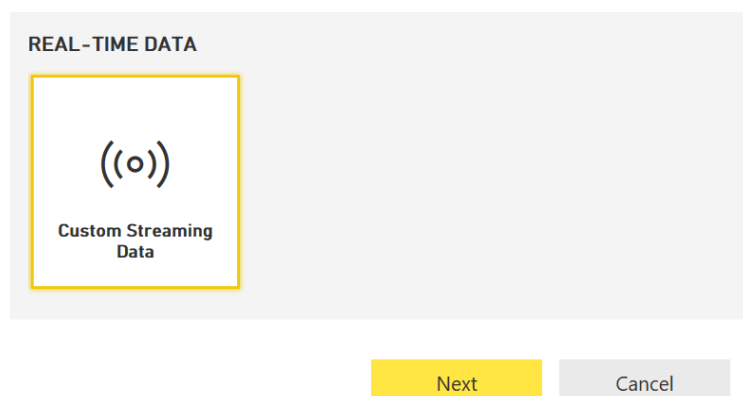 REAL-TIME DATA
Custom Streaming
Data
Next
Cancel